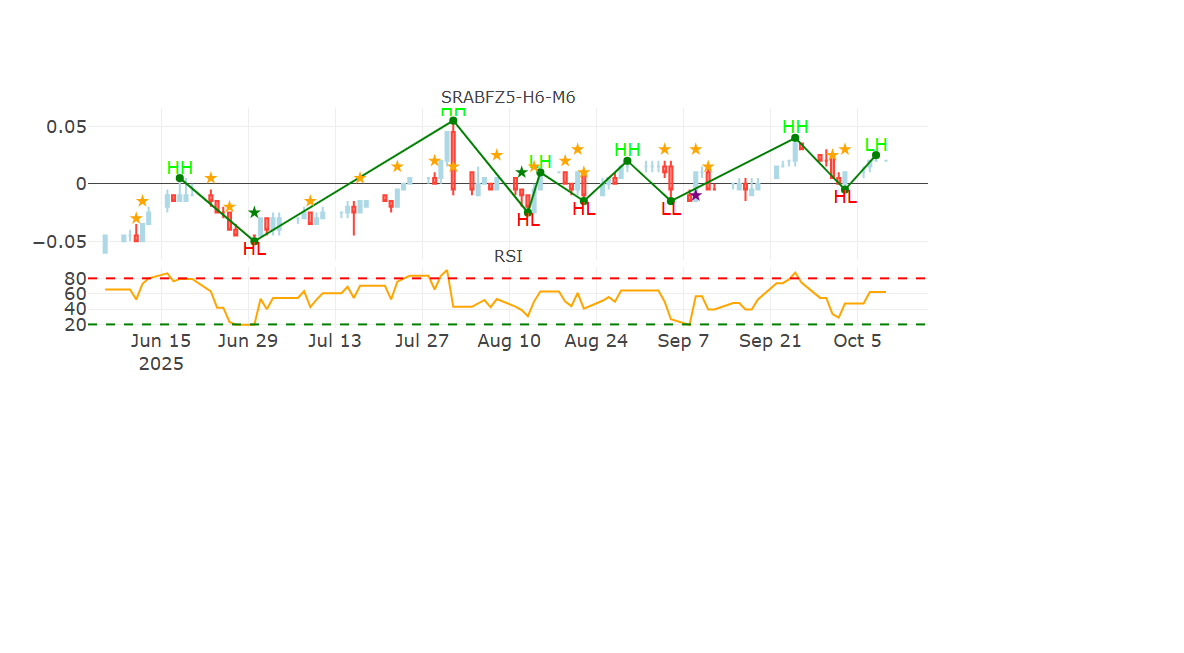 SRABFZ5-H6-M6
0.05
0
−0.05
HH
HL
HH
HL
LH
HL
HH
LL
HH
HL
LH
RSI
80
60
40
20
Jun 15
2025
Jun 29
Jul 13
Jul 27
Aug 10
Aug 24
Sep 7
Sep 21
Oct 5